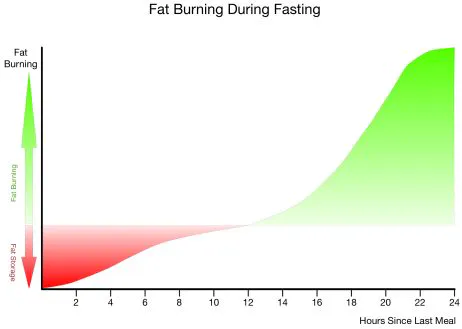 Fat Burning During Fasting
Fat
Burning
Fat Burning
Fat Storage
2 4 6 8 10 12 14 16 18 20 22 24
Hours Since Last Meal